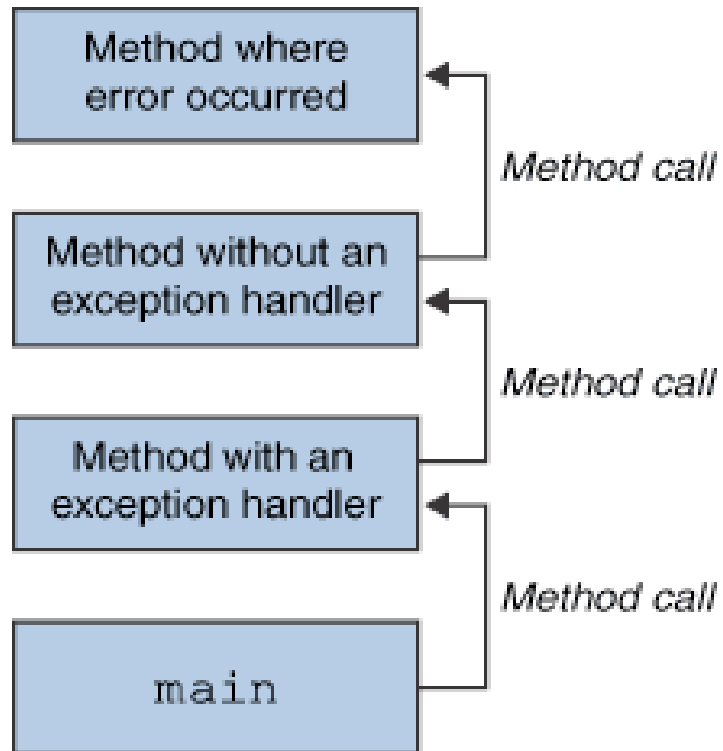 Method where
error occurred
Method call
Method without an
exception handler
Method call
Method with an
exception handler
Method call
main